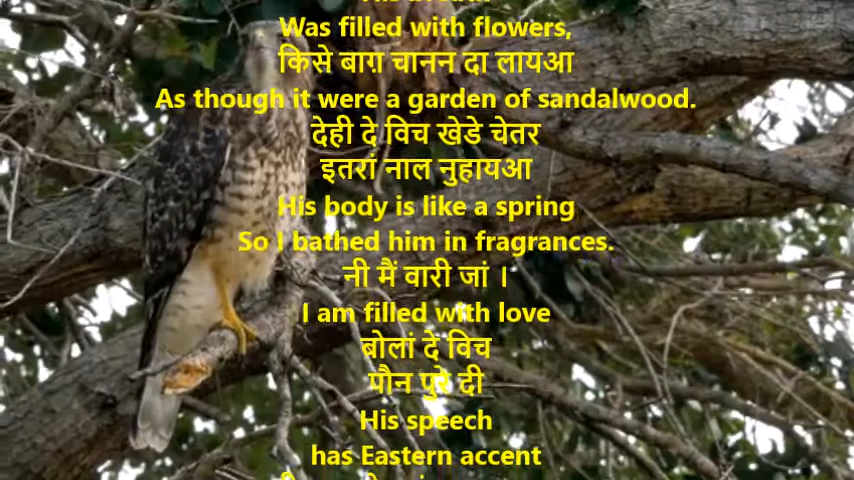 Was filled with flowers,
किसे बाग़ चानन दा लायआ
As though it were a garden of sandalwood.
देही दे विच खेडे चेतर
इतरां नाल नुहायआ
His body is like a spring
So I bathed him in fragrances.
नी मैं वारी जां ।
I am filled with love
बोलां दे विच
पौन पुरे दी
His speech
has Eastern accent